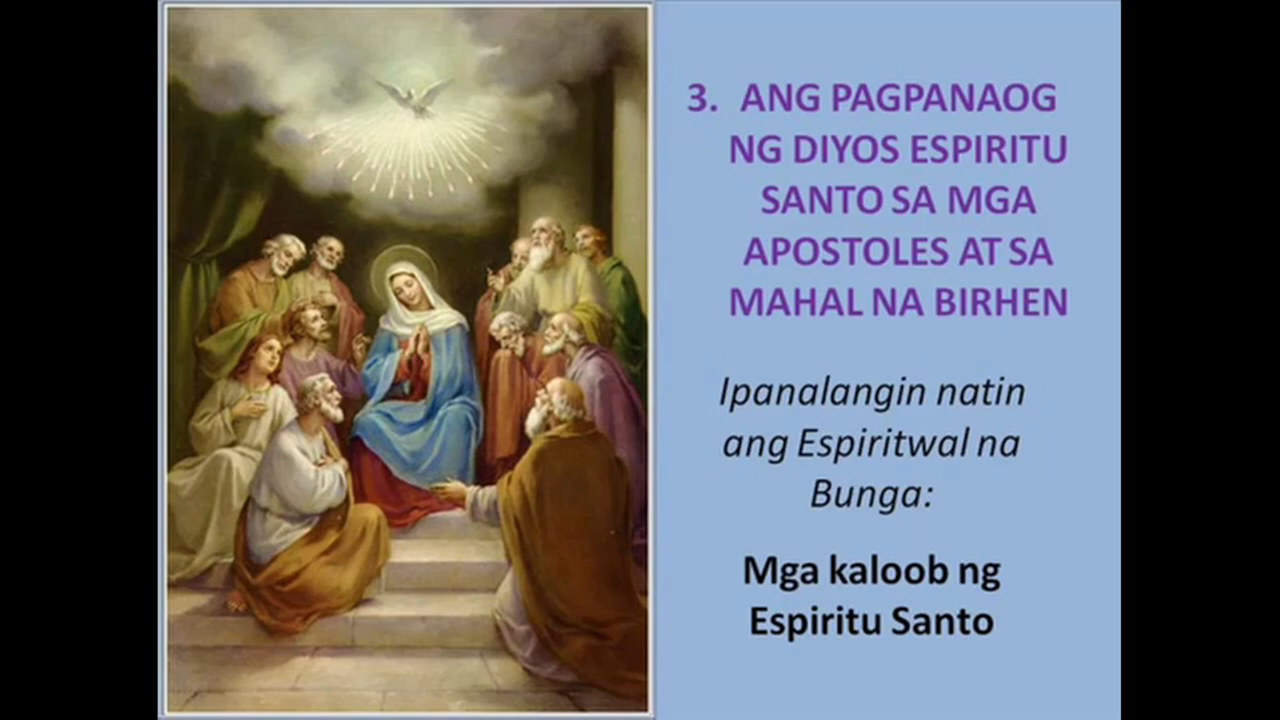 3. ANG PAGPANAOG
NG DIYOS ESPIRITU
SANTO SA MGA
APOSTOLES AT SA
MAHAL NA BIRHEN
Ipanalangin natin
ang Espiritwal na
Bunga:
Mga kaloob ng
Espiritu Santo